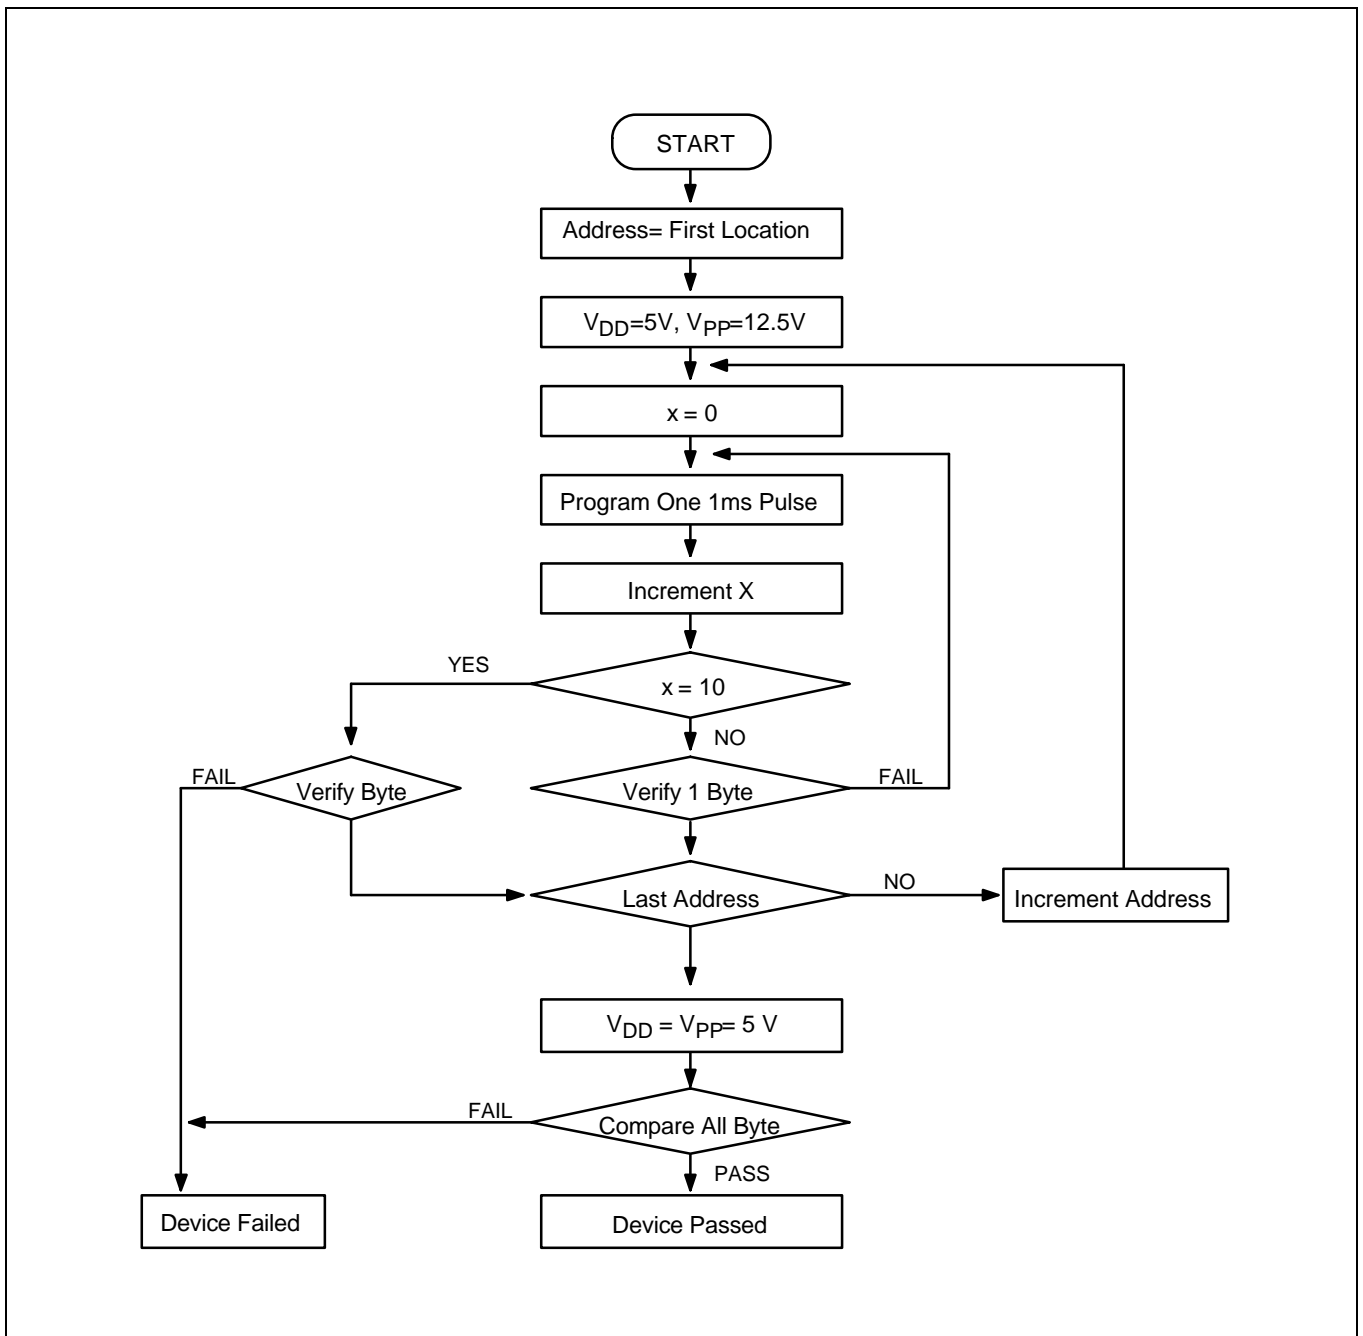 START
Address= First Location
VDD=5V, VPP=12.5V
x = 0
Program One 1ms Pulse
Increment X
YES
x = 10
NO
FAIL
Verify Byte
Verify 1 Byte
FAIL
Last Address
NO
Increment Address
VDD = VPP= 5 V
FAIL
Compare All Byte
PASS
Device Failed
Device Passed